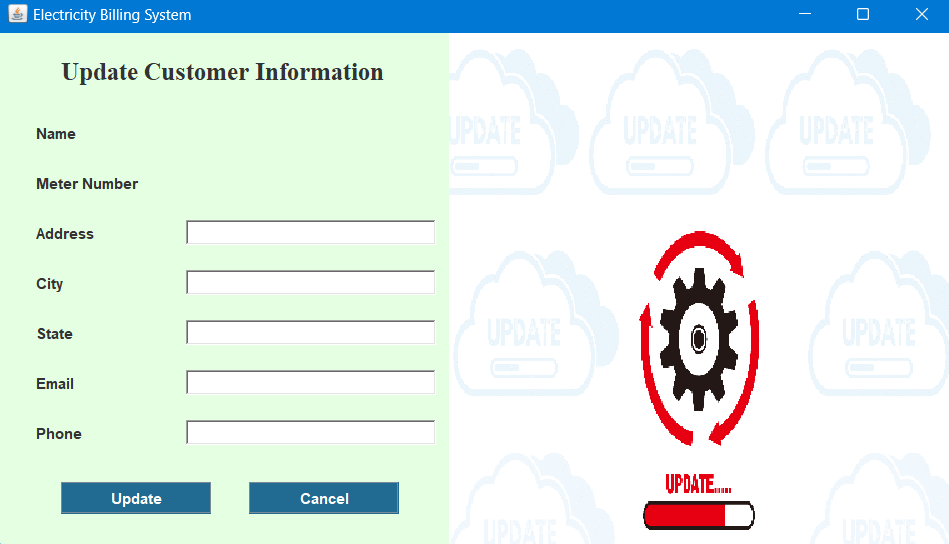 Electricity Billing System
Update Customer Information
Name
Meter Number
Address
City
State
Email
Phone
Update
Cancel
UPDATE
UPDATE
UPDATE
UPDATE
UPDATE
UPDATE......
UPDATE
UPDATE
UPDATE